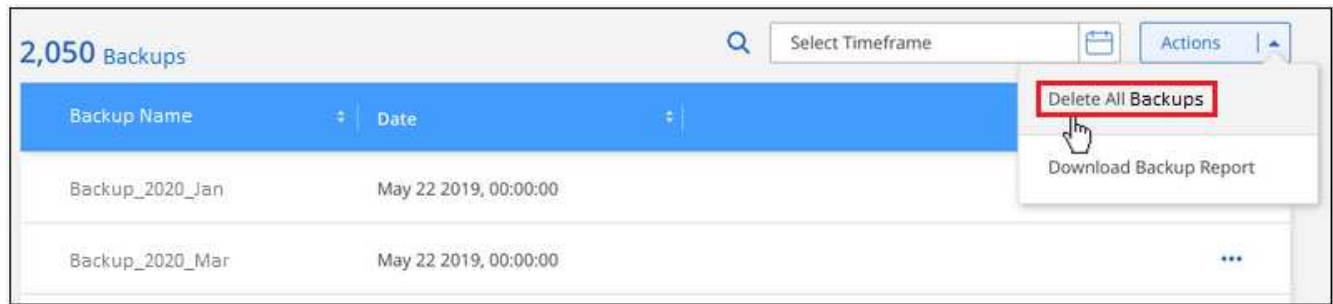 2,050 Backups
Select Timeframe
Actions
Delete All Backups
Download Backup Report
Backup Name
Date
Backup_2020_Jan
May 22 2019, 00:00:00
Backup_2020_Mar
May 22 2019, 00:00:00